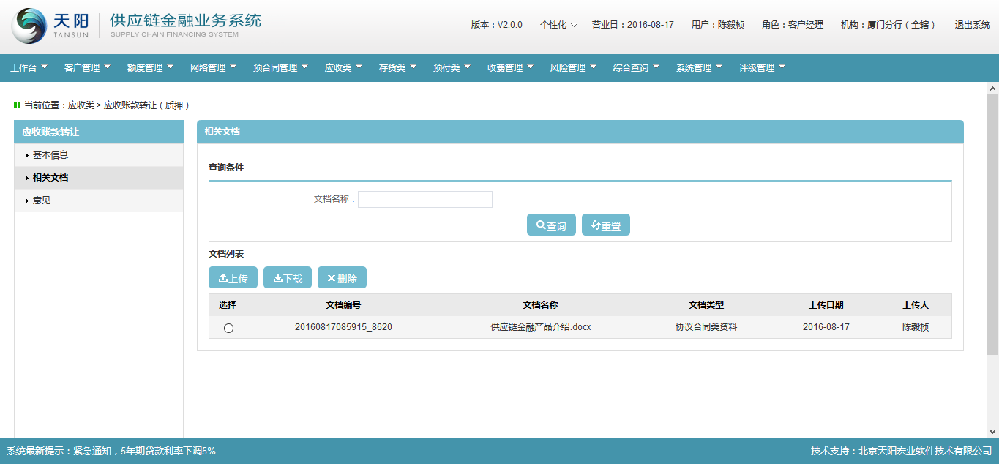 天阳 供应链金融业务系统
TANSUN SUPPLY CHAIN FINANCING SYSTEM
版本：V2.0.0 个性化 营业日：2016-08-17 用户：陈毅桢 角色：客户经理 机构：厦门分行（全辖） 退出系统
工作台 客户管理 额度管理 网络管理 预合同管理 应收类 存货类 预付类 收费管理 风险管理 综合查询 系统管理 评级管理
当前位置：应收类 > 应收账款转让（质押）
应收账款转让
基本信息
相关文档
意见
相关文档
查询条件
文档名称：
查询 重置
文档列表
上传 下载 删除
选择 文档编号 文档名称 文档类型 上传日期 上传人
20160817085915_8620 供应链金融产品介绍.docx 协议合同类资料 2016-08-17 陈毅桢
系统最新提示：紧急通知，5年期贷款利率下调5% 技术支持：北京天阳宏业软件技术有限公司